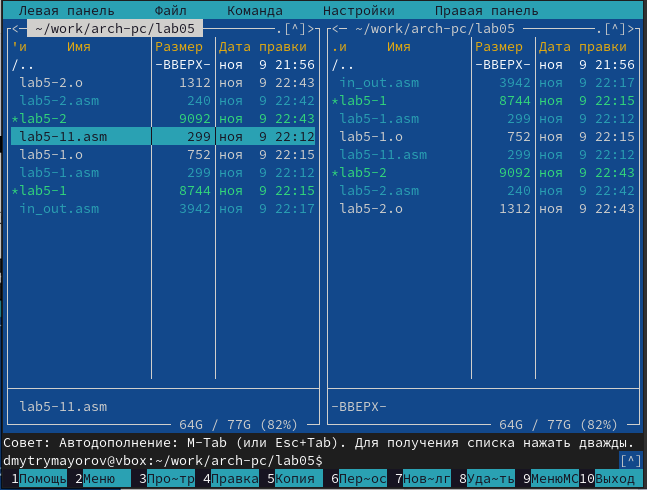 Левая панель Файл Команда Настройки Правая панель
<─ ~/work/arch-pc/lab05 ─.[^]> <─ ~/work/arch-pc/lab05 ─.[^]>
'и Имя Размер Дата правки .и Имя Размер Дата правки
/.. -ВВЕРХ- ноя 9 21:56 /.. -ВВЕРХ- ноя 9 21:56
lab5-2.o 1312 ноя 9 22:43 in_out.asm 3942 ноя 9 22:17
lab5-2.asm 240 ноя 9 22:42 *lab5-1 8744 ноя 9 22:15
*lab5-2 9092 ноя 9 22:43 lab5-1.asm 299 ноя 9 22:12
lab5-11.asm 299 ноя 9 22:12 lab5-1.o 752 ноя 9 22:15
lab5-1.o 752 ноя 9 22:15 lab5-11.asm 299 ноя 9 22:12
lab5-1.asm 299 ноя 9 22:12 *lab5-2 9092 ноя 9 22:43
*lab5-1 8744 ноя 9 22:15 lab5-2.asm 240 ноя 9 22:42
in_out.asm 3942 ноя 9 22:17 lab5-2.o 1312 ноя 9 22:43
lab5-11.asm -ВВЕРХ-
64G / 77G (82%) 64G / 77G (82%)
Совет: Автодополнение: M-Tab (или Esc+Tab). Для получения списка нажать дважды.
dmytrymayorov@vbox:~/work/arch-pc/lab05$ [^]
1Помощь 2Меню 3Про~тр 4Правка 5Копия 6Пер~ос 7Нов~лг 8Уда~ть 9МенюMC 10Выход